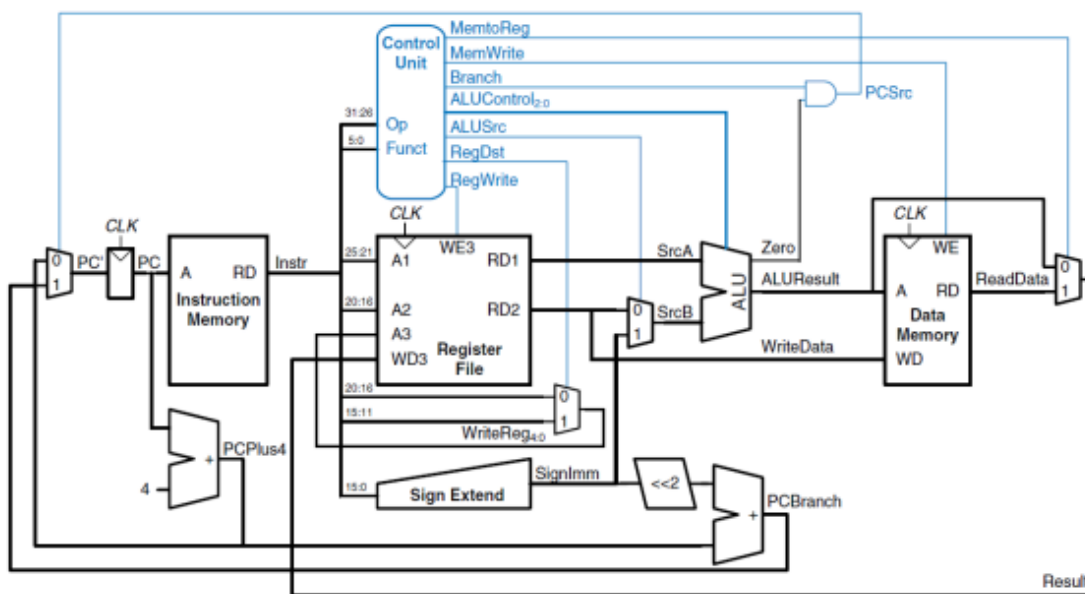 MemtoReg
Control Unit
MemWrite
Branch
ALUControl2:0
PCSrc
31:26
Op
ALUSrc
5:0
Funct
RegDst
RegWrite
CLK
CLK
CLK
WE3
WE
0
1
PC'
PC
A
RD
Instr
Instruction Memory
25:21
A1
RD1
SrcA
Zero
ALU
ALUResult
A
RD
ReadData
0
1
20:16
A2
RD2
0
1
SrcB
Data Memory
A3
WD3
Register File
WriteData
WD
20:16
0
15:11
1
WriteReg4:0
PCPlus4
+
4
15:0
Sign Extend
SignImm
<<2
+
PCBranch
Result